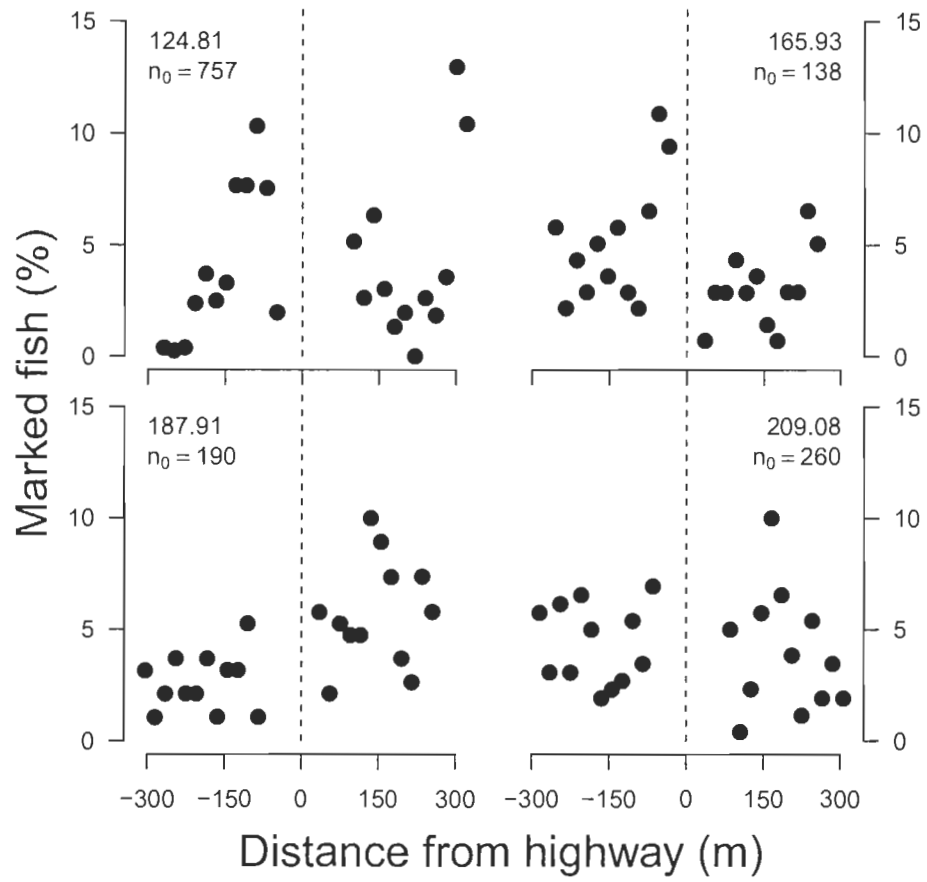 15
10
5
0
124.81
n₀ = 757
165.93
n₀ = 138
15
10
5
0
15
10
5
0
187.91
n₀ = 190
209.08
n₀ = 260
15
10
5
0
Marked fish (%)
−300 −150 0 150 300 −300 −150 0 150 300
Distance from highway (m)